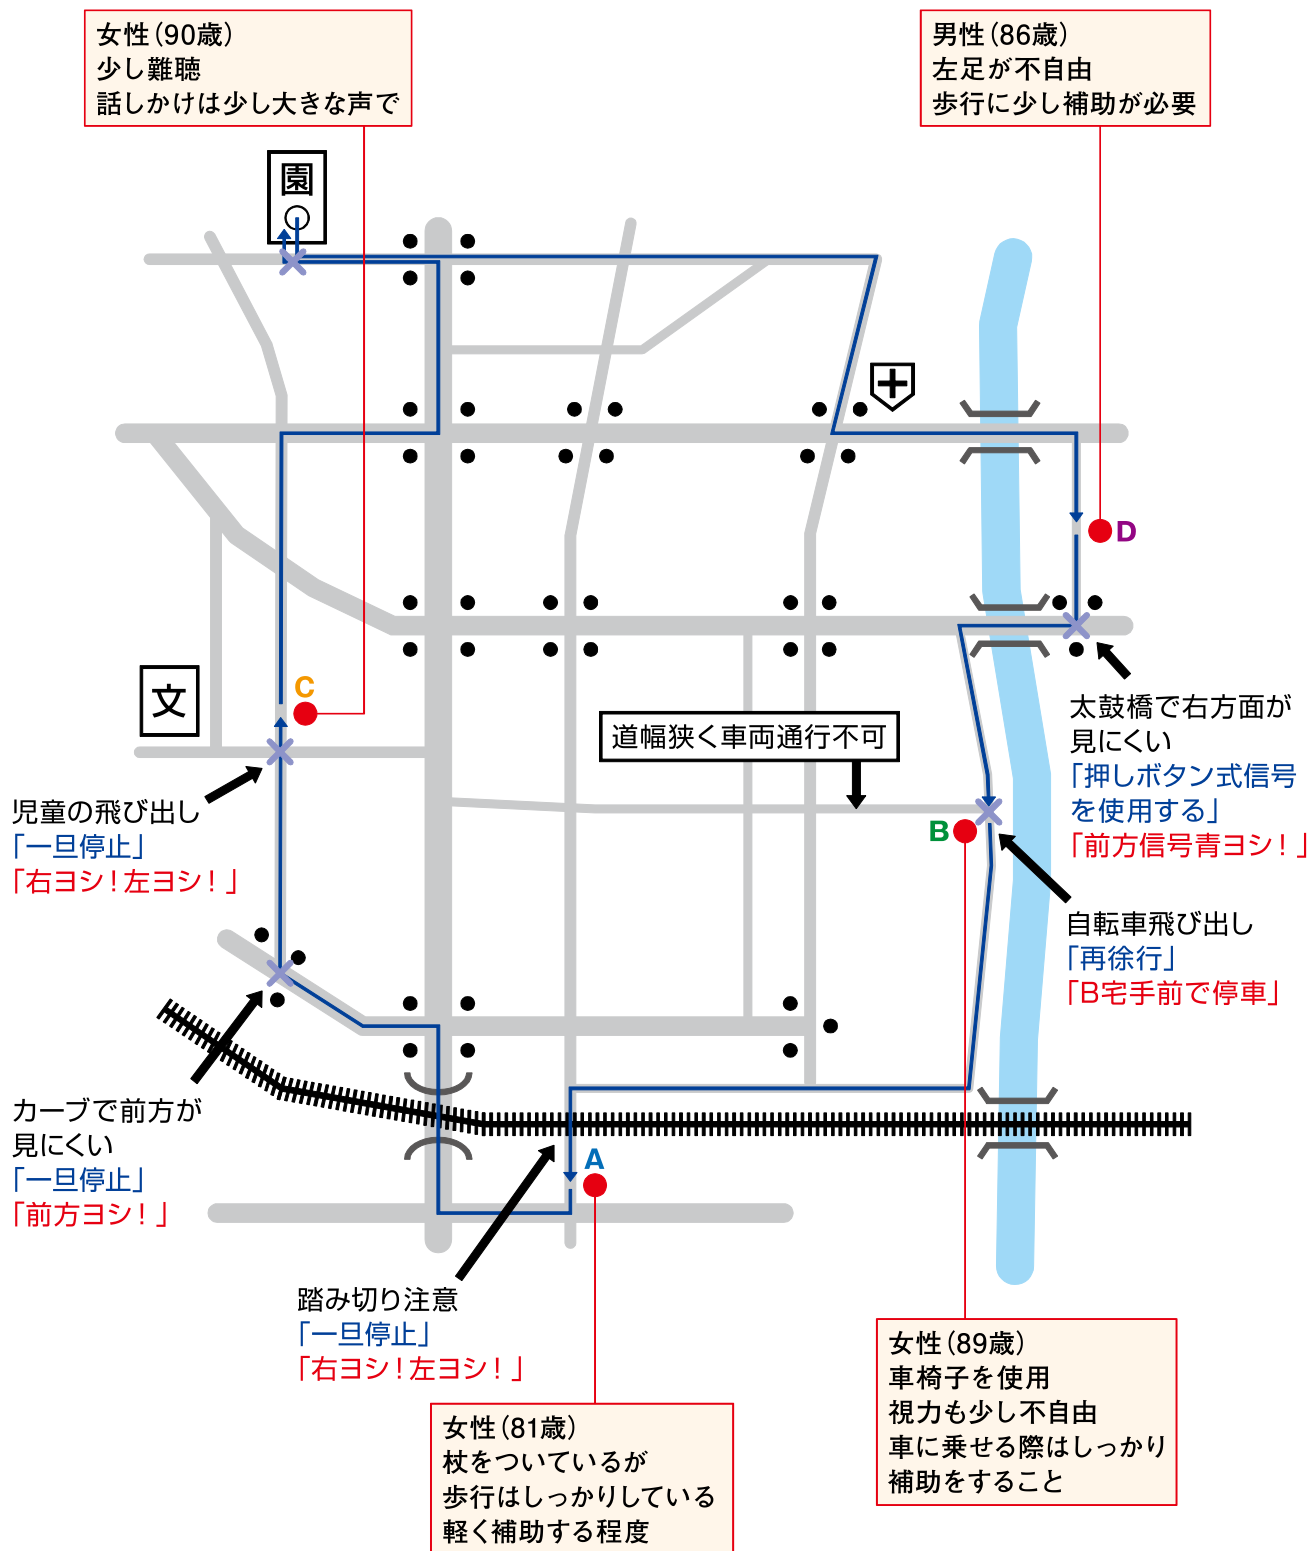 女性（90歳）
少し難聴
話しかけは少し大きな声で
男性（86歳）
左足が不自由
歩行に少し補助が必要
園
D
文
C
道幅狭く車両通行不可
太鼓橋で右方面が
見にくい
「押しボタン式信号
を使用する」
「前方信号青ヨシ！」
児童の飛び出し
「一旦停止」
「右ヨシ！左ヨシ！」
B
自転車飛び出し
「再徐行」
「B宅手前で停車」
カーブで前方が
見にくい
「一旦停止」
「前方ヨシ！」
A
踏み切り注意
「一旦停止」
「右ヨシ！左ヨシ！」
女性（89歳）
車椅子を使用
視力も少し不自由
車に乗せる際はしっかり
補助をすること
女性（81歳）
杖をついているが
歩行はしっかりしている
軽く補助する程度